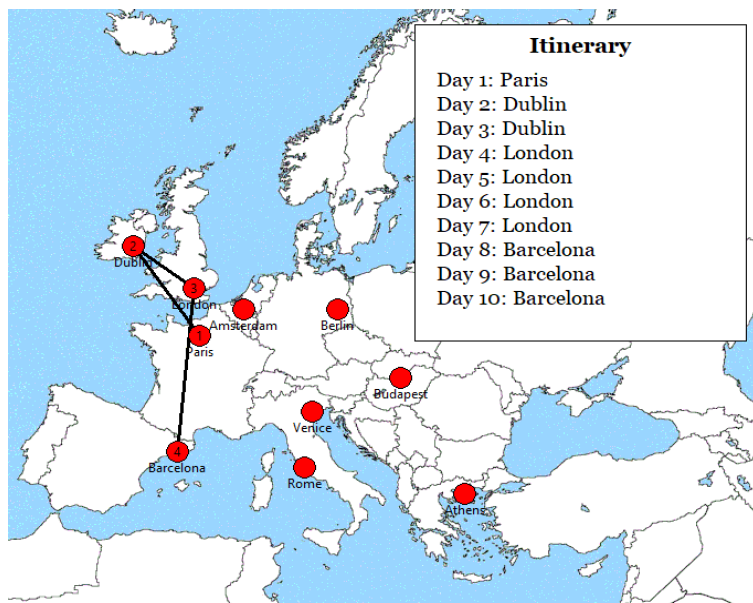 Itinerary
Day 1: Paris
Day 2: Dublin
Day 3: Dublin
Day 4: London
Day 5: London
Day 6: London
Day 7: London
Day 8: Barcelona
Day 9: Barcelona
Day 10: Barcelona
2
Dublin
3
London
Amsterdam
Berlin
1
Paris
Budapest
Venice
4
Barcelona
Rome
Athens